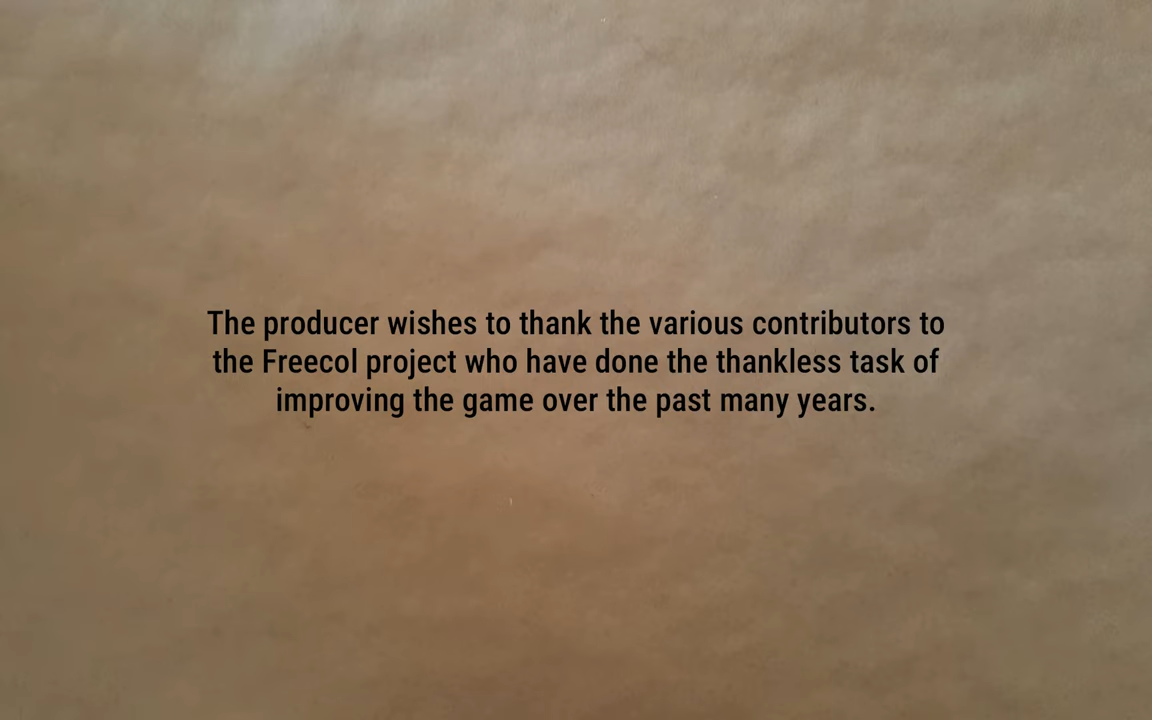 The producer wishes to thank the various contributors to
the Freecol project who have done the thankless task of
improving the game over the past many years.